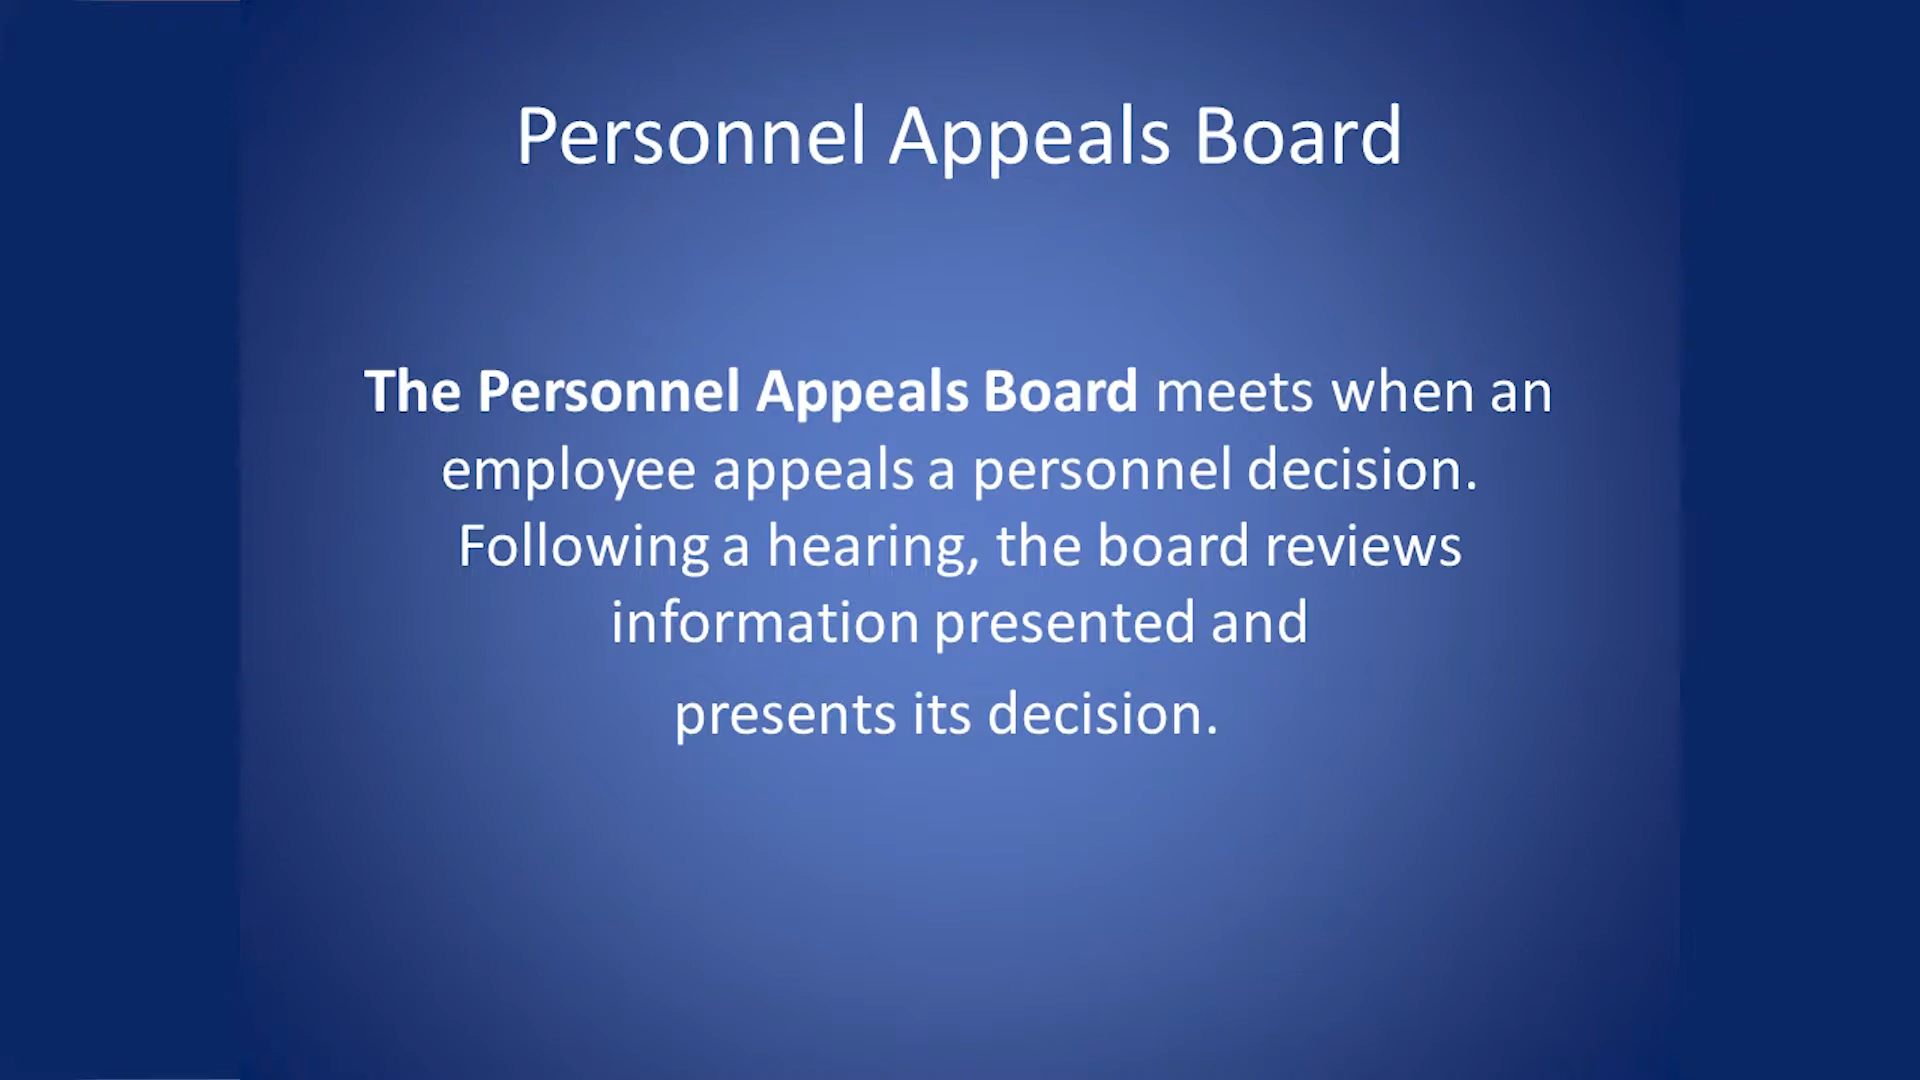 Personnel Appeals Board
The Personnel Appeals Board meets when an
employee appeals a personnel decision.
Following a hearing, the board reviews
information presented and
presents its decision.